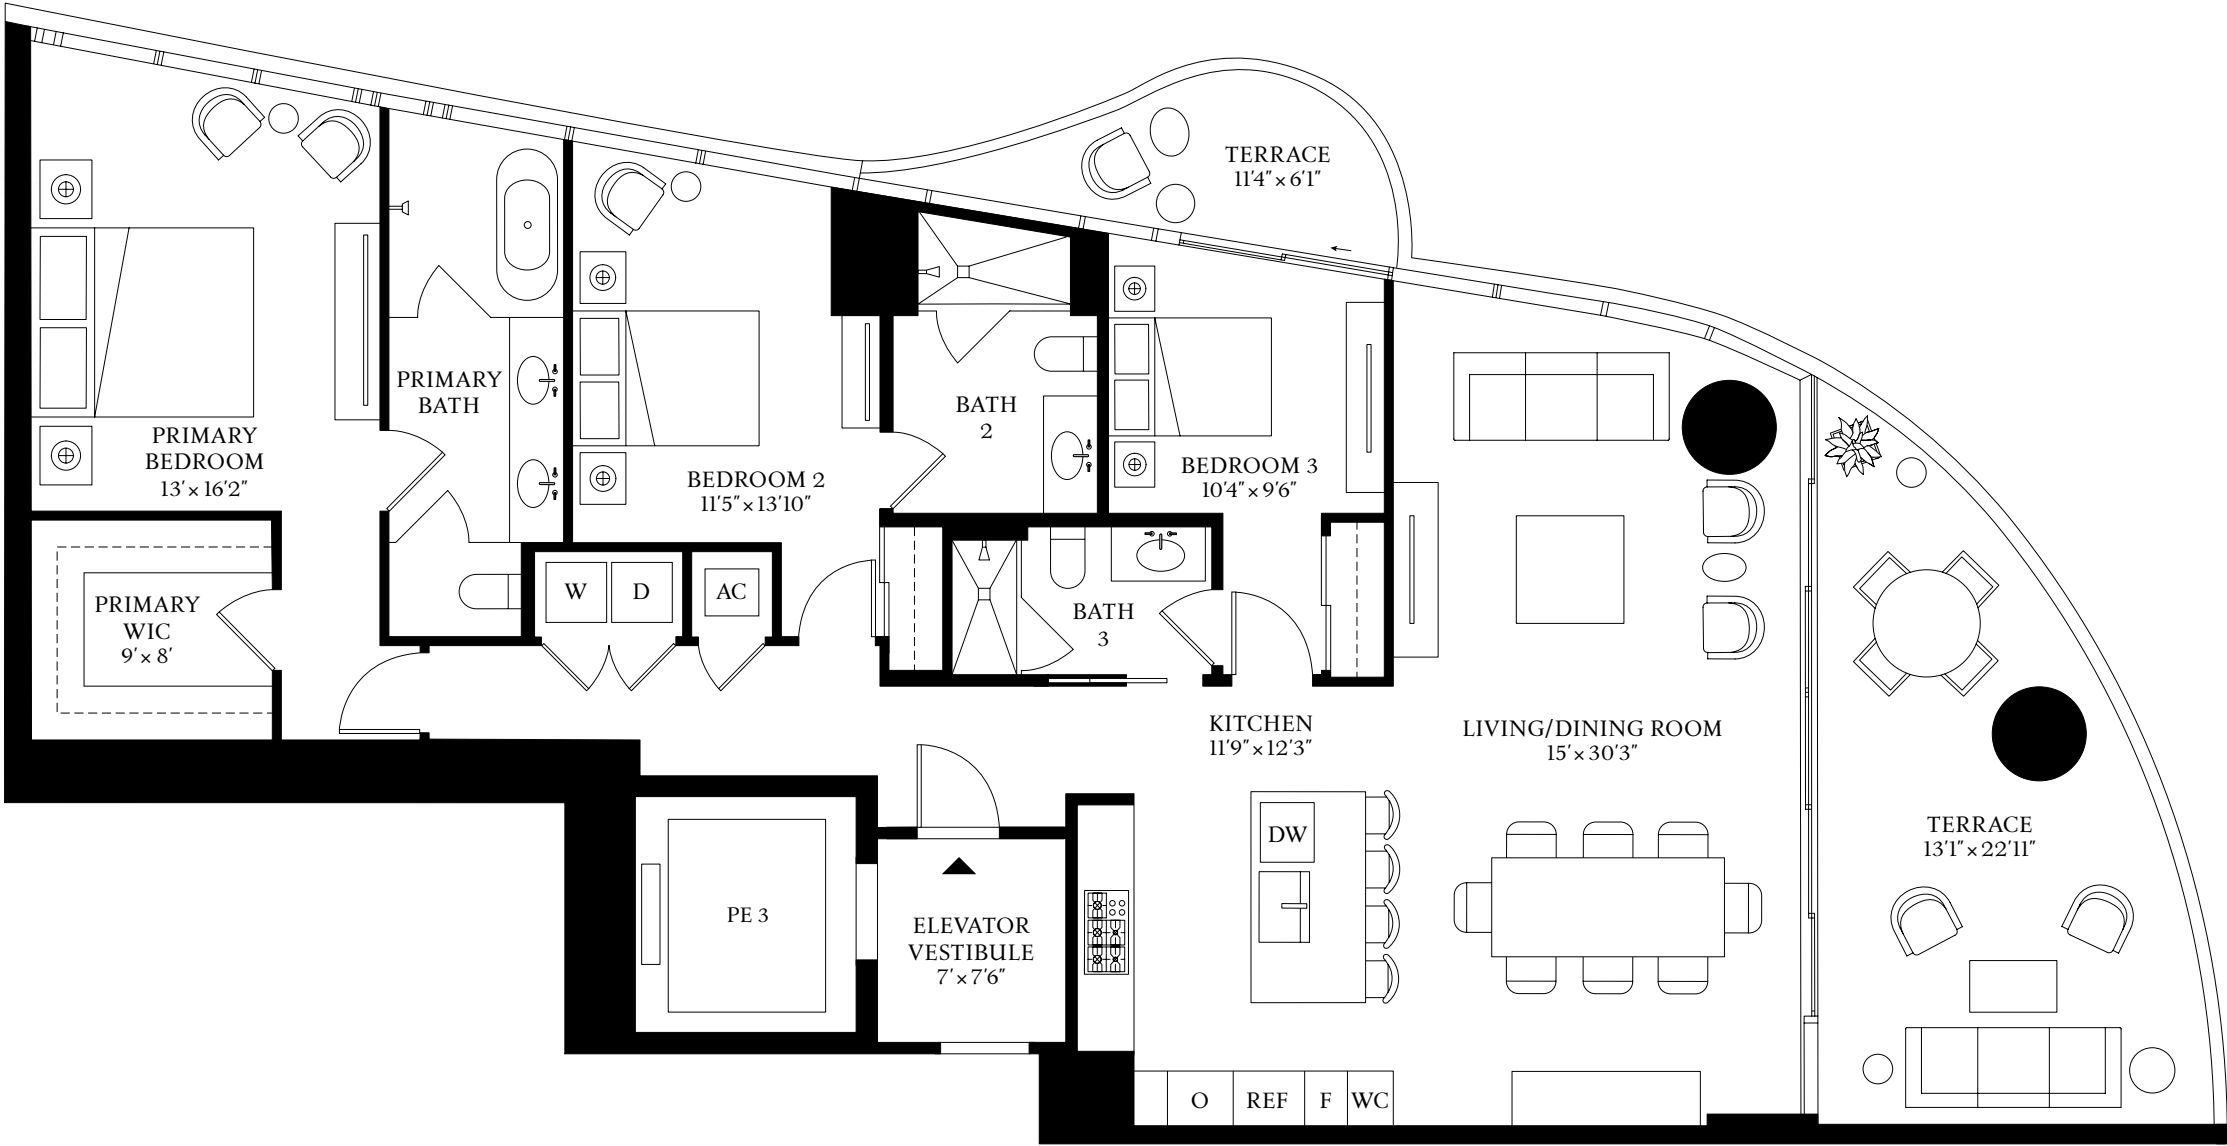 TERRACE
11'4" × 6'1"
PRIMARY
BEDROOM
13' × 16'2"
PRIMARY
BATH
BEDROOM 2
11'5" × 13'10"
BATH
2
BEDROOM 3
10'4" × 9'6"
PRIMARY
WIC
9' × 8'
W
D
AC
BATH
3
KITCHEN
11'9" × 12'3"
LIVING/DINING ROOM
15' × 30'3"
TERRACE
13'1" × 22'11"
DW
PE 3
ELEVATOR
VESTIBULE
7' × 7'6"
O
REF
F
WC